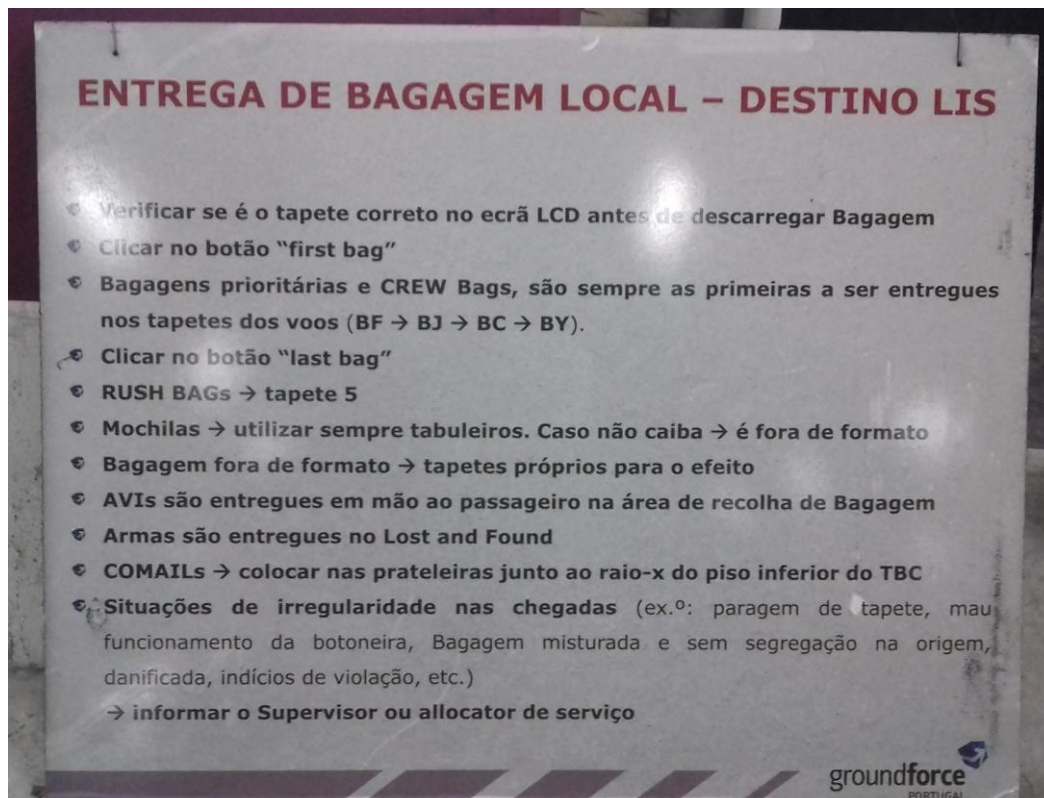 ENTREGA DE BAGAGEM LOCAL – DESTINO LIS
Verificar se é o tapete correto no ecrã LCD antes de descarregar Bagagem
Clicar no botão “first bag”
Bagagens prioritárias e CREW Bags, são sempre as primeiras a ser entregues
nos tapetes dos voos (BF → BJ → BC → BY).
Clicar no botão “last bag”
RUSH BAGs → tapete 5
Mochilas → utilizar sempre tabuleiros. Caso não caiba → é fora de formato
Bagagem fora de formato → tapetes próprios para o efeito
AVIs são entregues em mão ao passageiro na área de recolha de Bagagem
Armas são entregues no Lost and Found
COMAILs → colocar nas prateleiras junto ao raio-x do piso inferior do TBC
Situações de irregularidade nas chegadas (ex.º: paragem de tapete, mau
funcionamento da botoneira, Bagagem misturada e sem segregação na origem,
danificada, indícios de violação, etc.)
→ informar o Supervisor ou allocator de serviço
groundforce
PORTUGAL